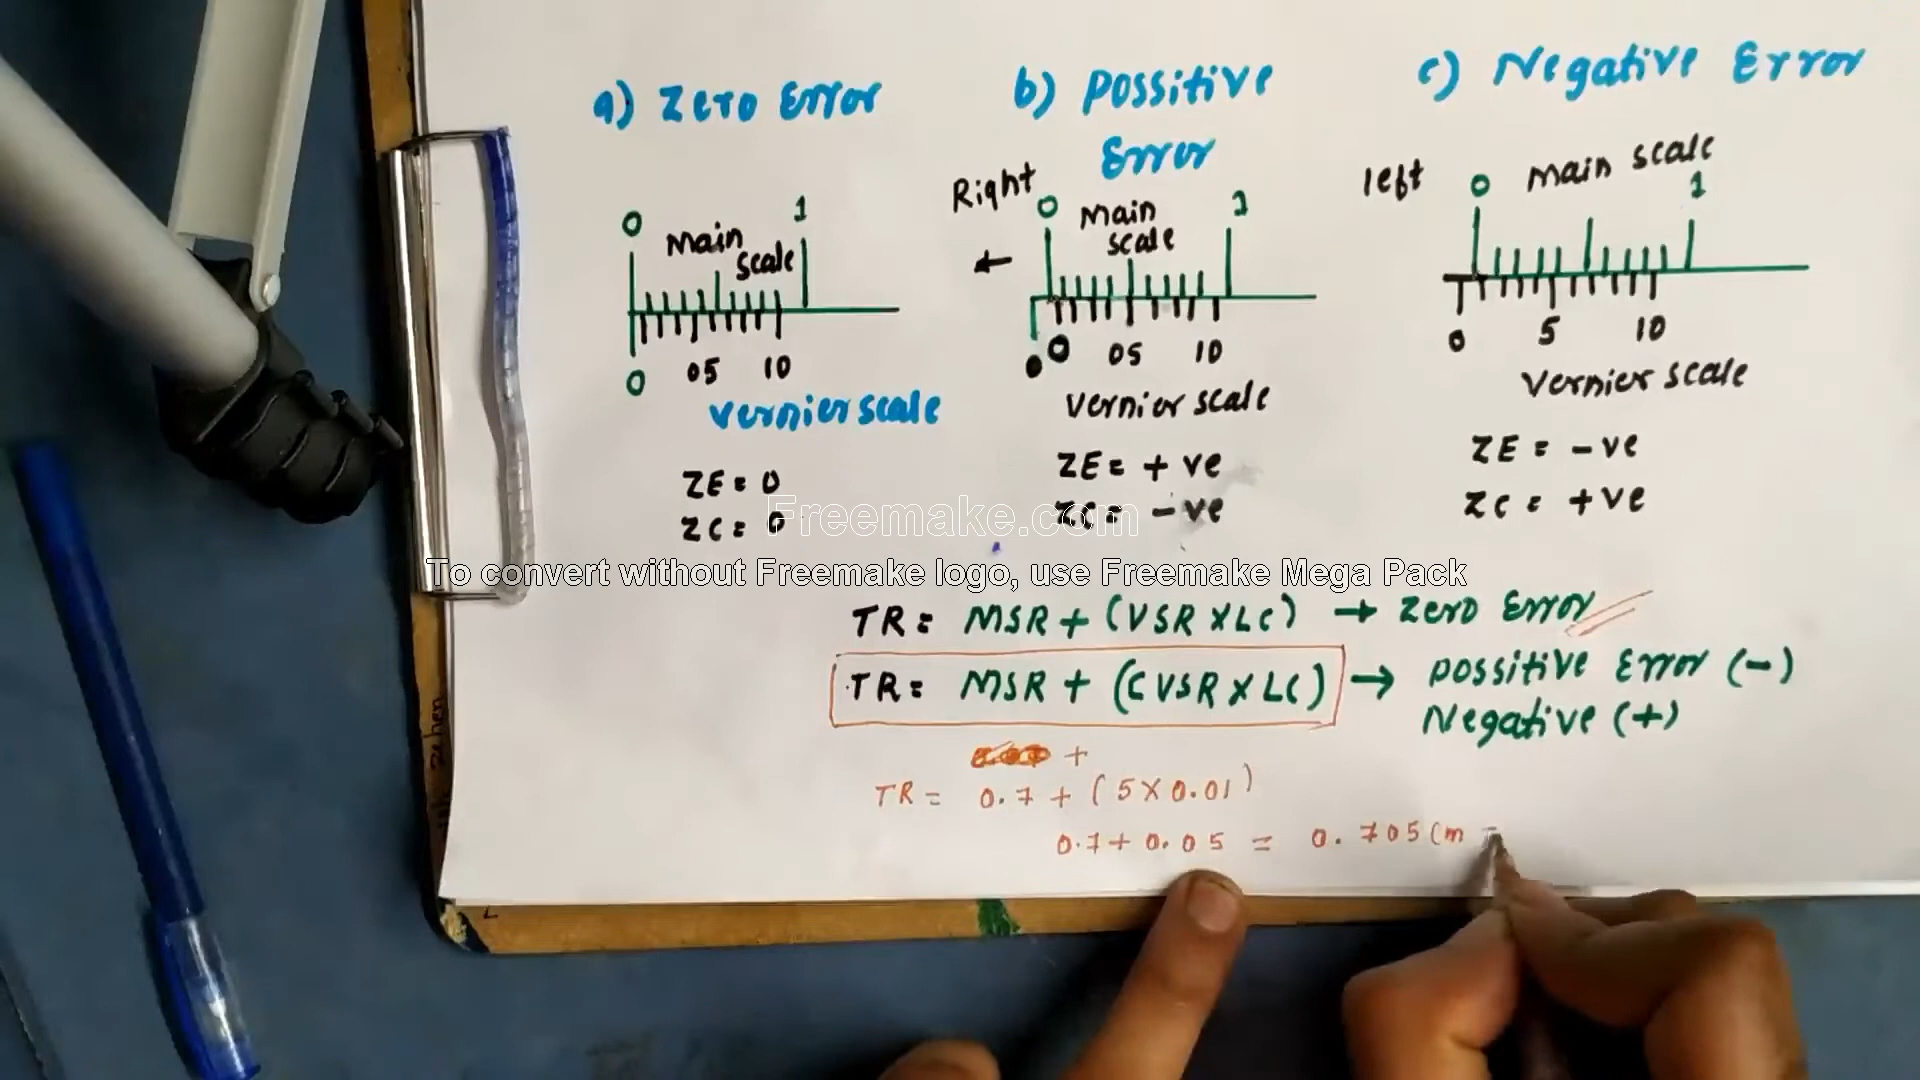 a) Zero Error
b) Possitive
Error
c) Negative Error
0
Main
scale
1
0
05
10
Vernier scale
ZE = 0
ZC = 0
Right
0
Main
scale
1
0
05
10
Vernier scale
ZE = + ve
ZC = - ve
left
0
Main scale
1
0
5
10
Vernier scale
ZE = - ve
ZC = + ve
Freemake.com
To convert without Freemake logo, use Freemake Mega Pack
TR = MSR + (VSR X LC) → Zero Error
TR = MSR + (CVSR X LC) → Possitive Error (-)
Negative (+)
+
TR = 0.7 + (5 X 0.01)
0.7 + 0.05 = 0.705 Cm